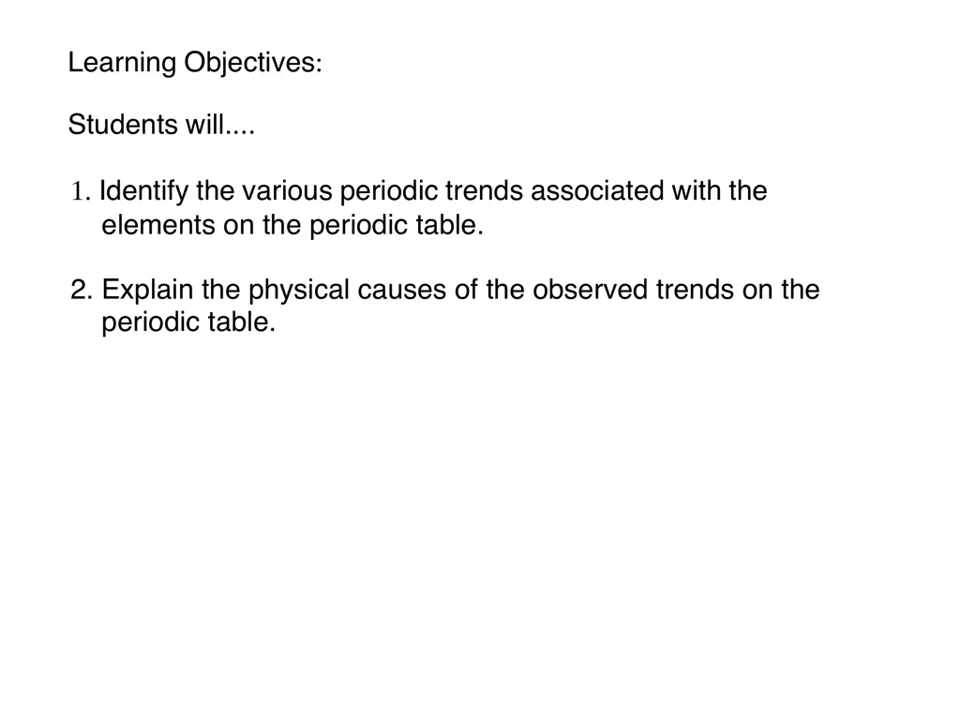 Learning Objectives:
Students will....
1. Identify the various periodic trends associated with the
elements on the periodic table.
2. Explain the physical causes of the observed trends on the
periodic table.